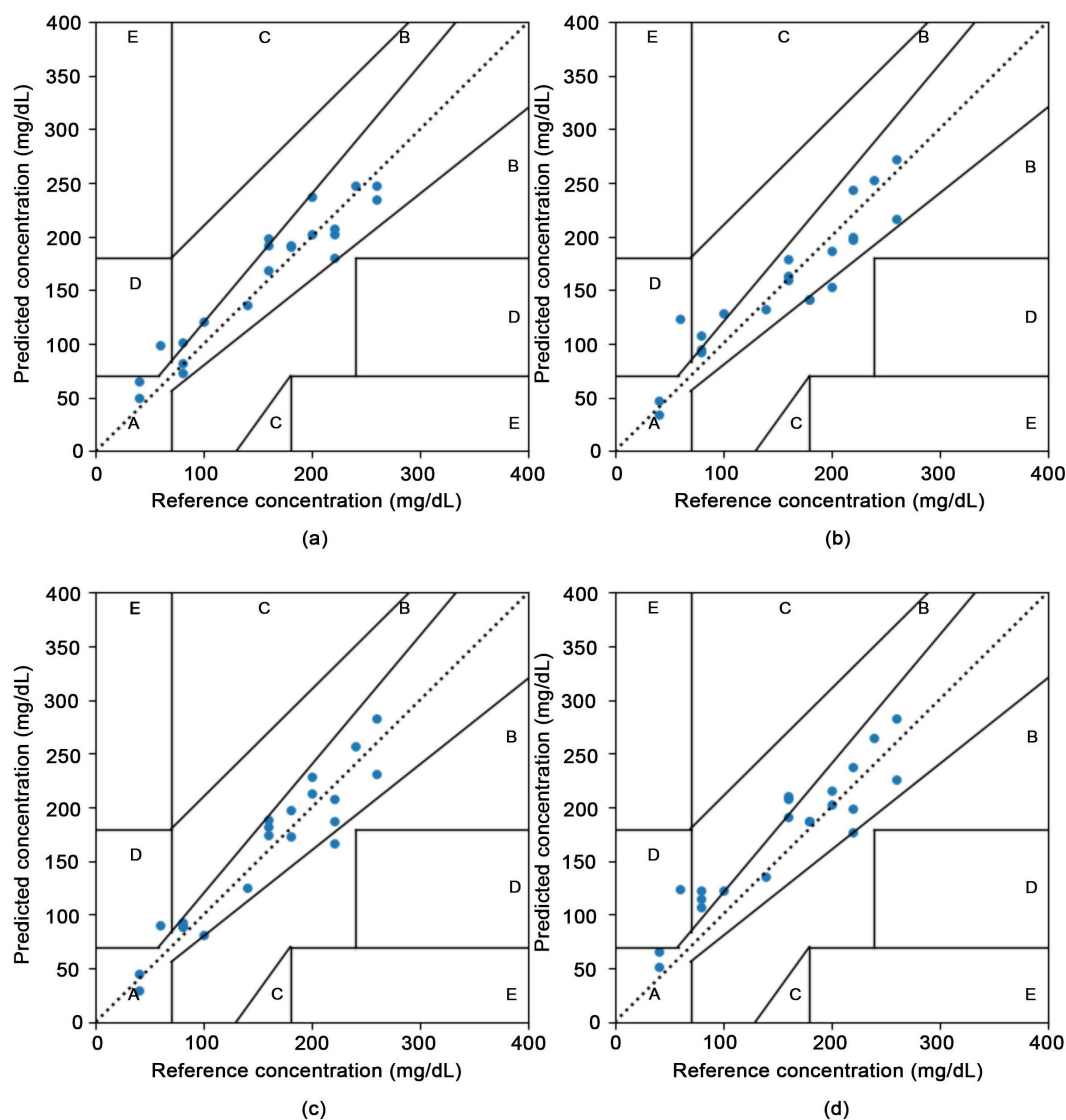 400
E
C
B
350
300
B
250
200
D
150
D
100
50
A
C
E
0
0
100
200
300
400
Predicted concentration (mg/dL)
Reference concentration (mg/dL)
(a)
400
E
C
B
350
300
B
250
200
D
150
D
100
50
A
C
E
0
0
100
200
300
400
Predicted concentration (mg/dL)
Reference concentration (mg/dL)
(b)
400
E
C
B
350
300
B
250
200
D
150
D
100
50
A
C
E
0
0
100
200
300
400
Predicted concentration (mg/dL)
Reference concentration (mg/dL)
(c)
400
E
C
B
350
300
B
250
200
D
150
D
100
50
A
C
E
0
0
100
200
300
400
Predicted concentration (mg/dL)
Reference concentration (mg/dL)
(d)